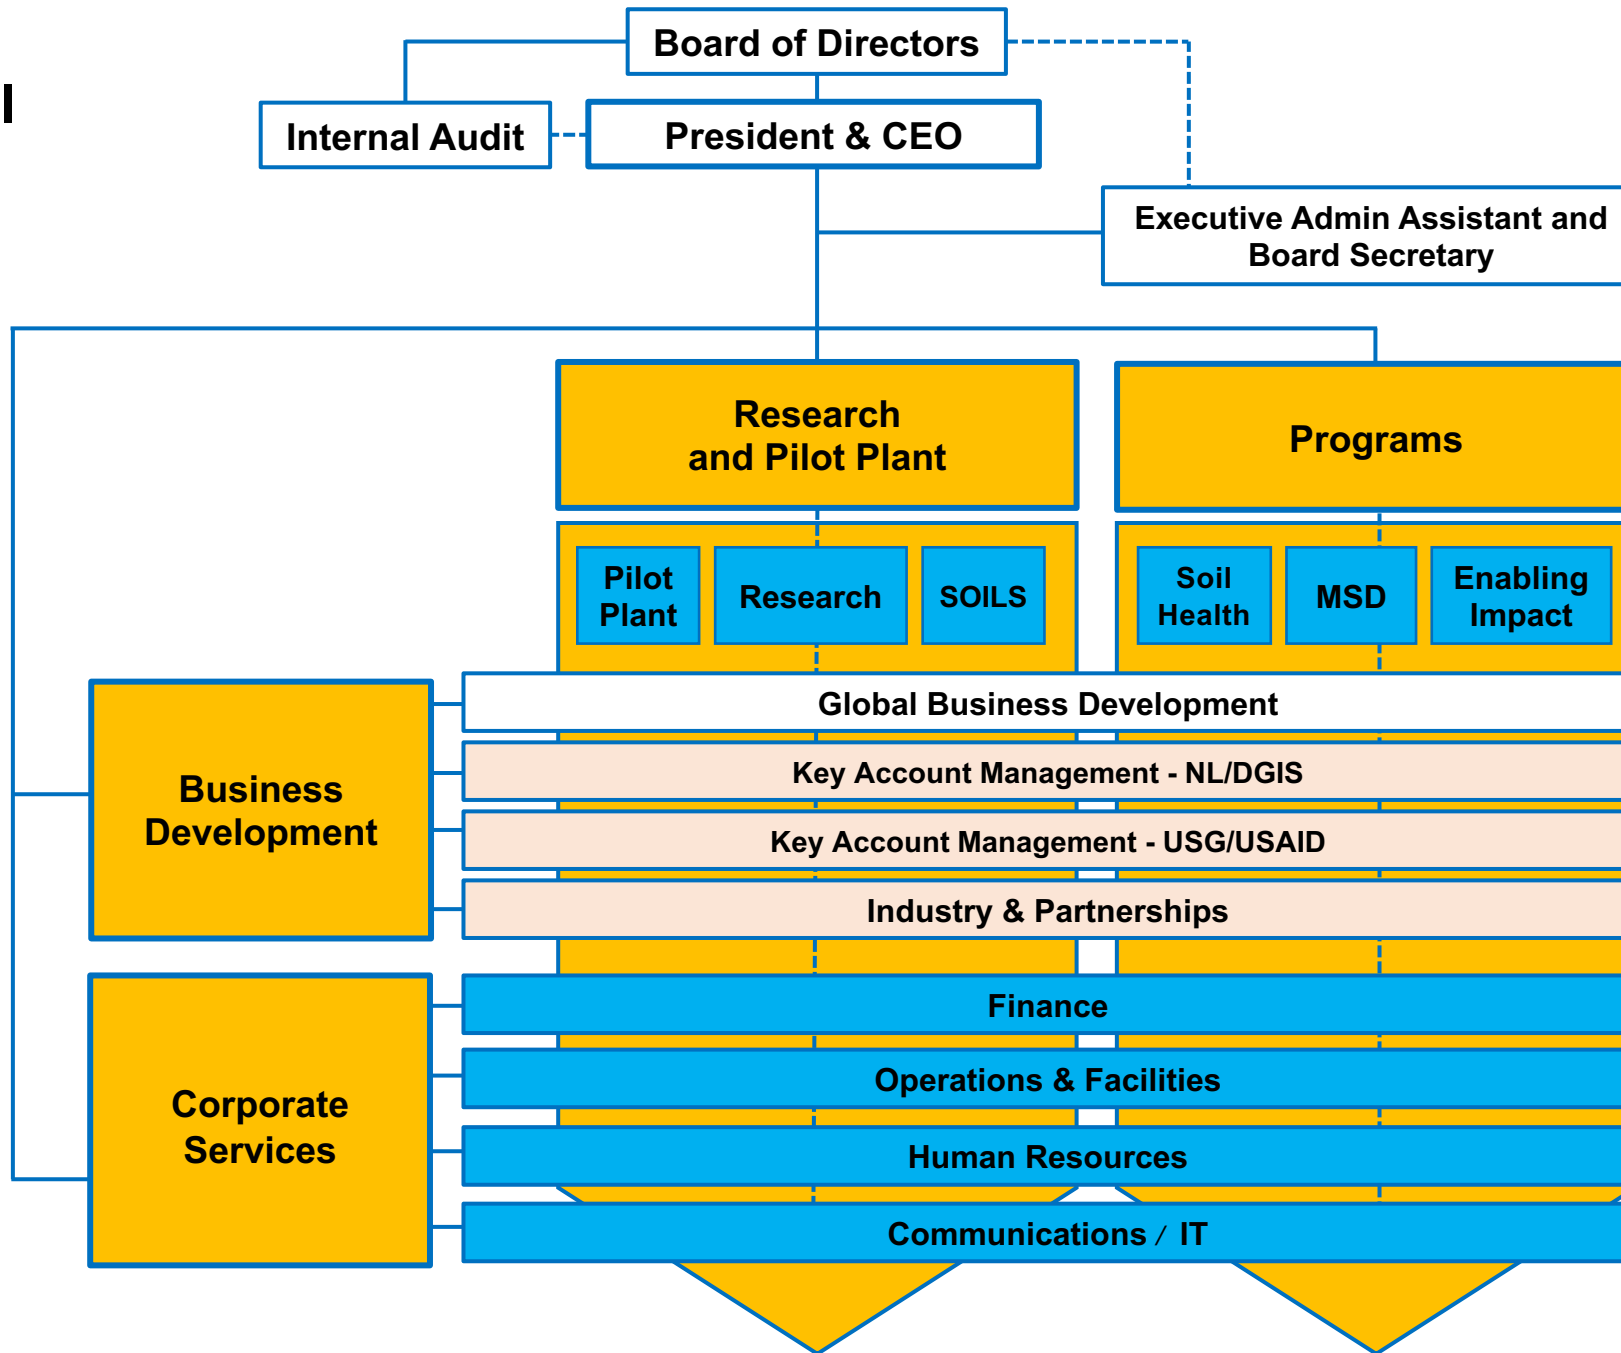 Board of Directors
Internal Audit
President & CEO
Executive Admin Assistant and
Board Secretary
Research
and Pilot Plant
Programs
Pilot
Plant
Research
SOILS
Soil
Health
MSD
Enabling
Impact
Business
Development
Global Business Development
Key Account Management - NL/DGIS
Key Account Management - USG/USAID
Industry & Partnerships
Corporate
Services
Finance
Operations & Facilities
Human Resources
Communications / IT